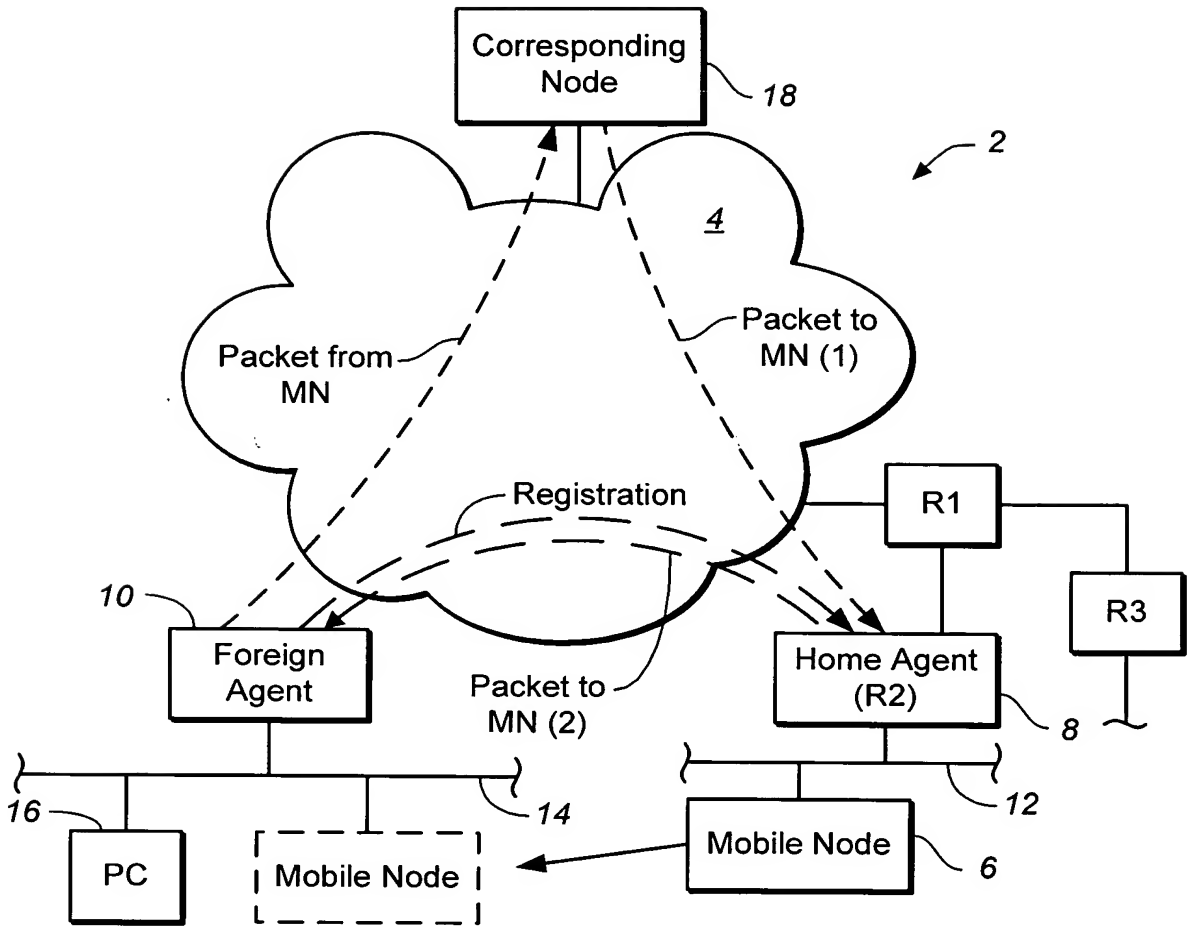 Corresponding
Node
18
2
4
Packet to
MN (1)
Packet from
MN
Registration
R1
10
R3
Foreign
Agent
Home Agent
(R2)
Packet to
MN (2)
8
16
14
12
PC
Mobile Node
Mobile Node
6